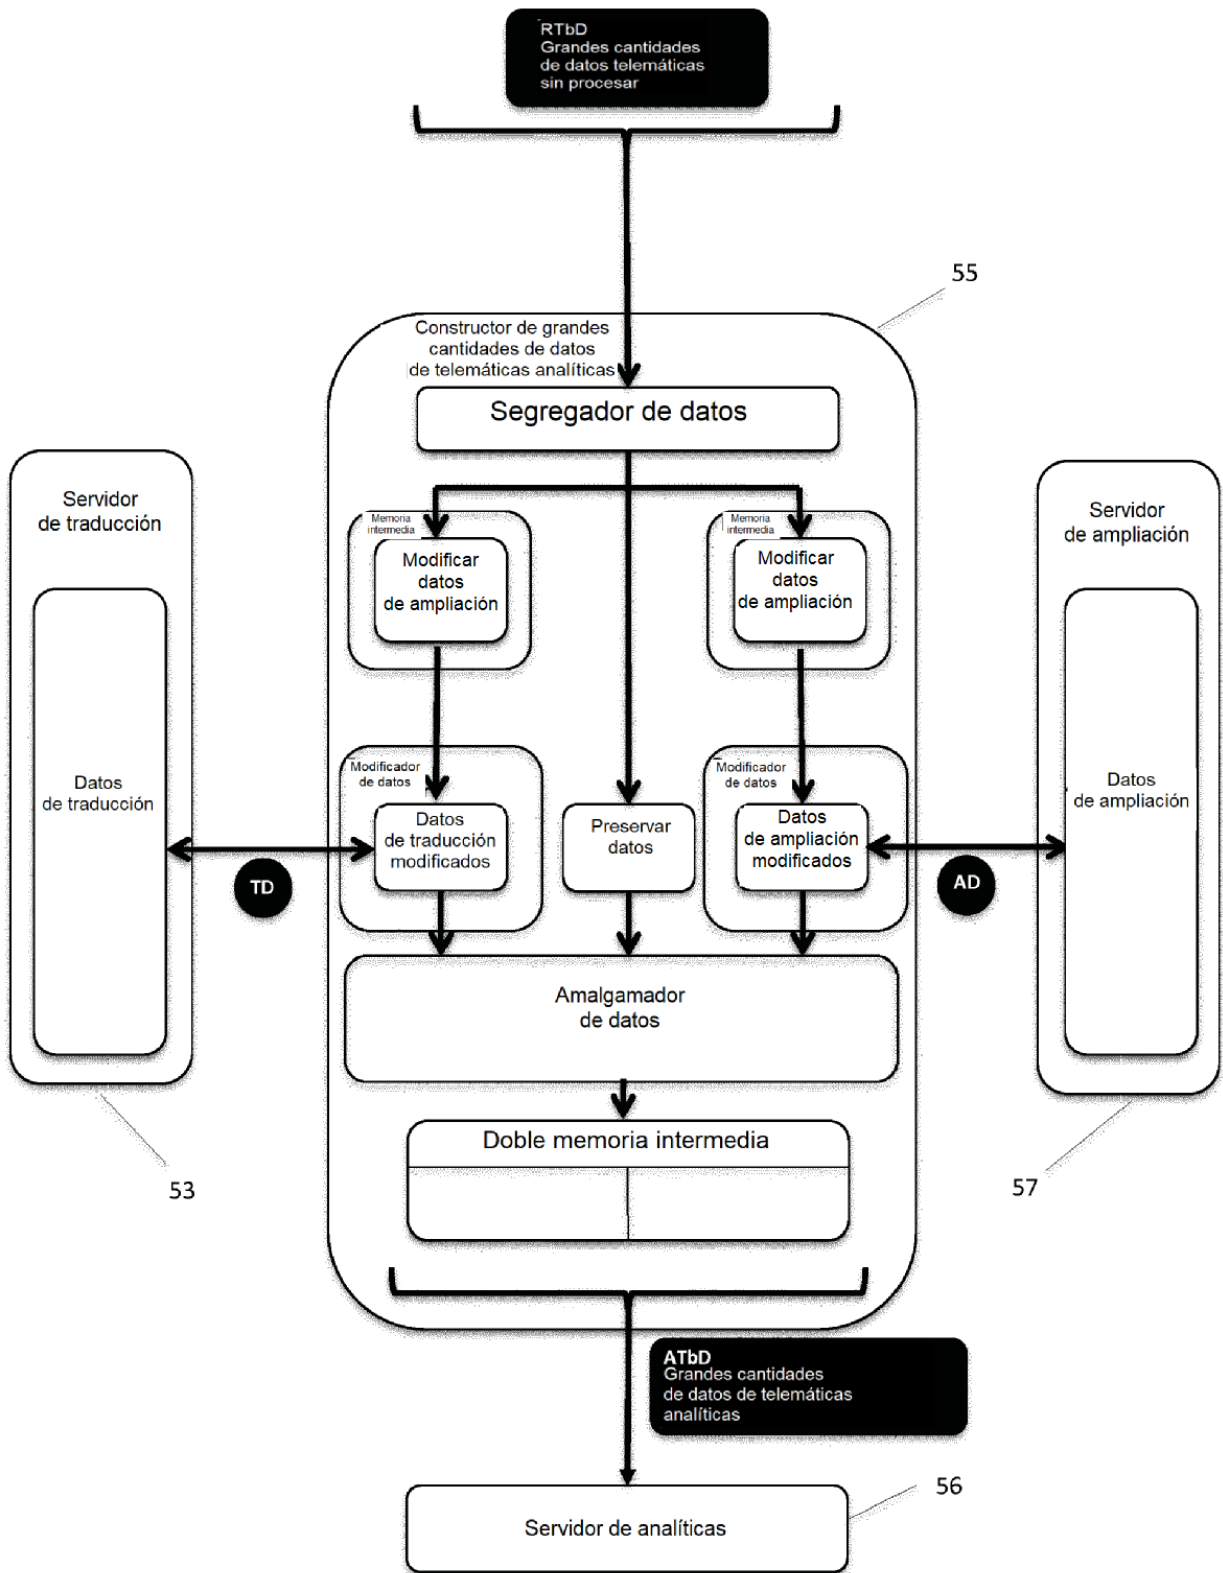 RTbD
Grandes cantidades
de datos telemáticas
sin procesar
55
Constructor de grandes
cantidades de datos
de telemáticas analíticas
Segregador de datos
Servidor
de traducción
Servidor
de ampliación
Memoria
intermedia
Modificar
datos
de ampliación
Memoria
intermedia
Modificar
datos
de ampliación
Datos
de traducción
Modificador
de datos
Datos
de traducción
modificados
Preservar
datos
Modificador
de datos
Datos
de ampliación
modificados
Datos
de ampliación
TD
AD
Amalgamador
de datos
Doble memoria intermedia
53
57
ATbD
Grandes cantidades
de datos de telemáticas
analíticas
56
Servidor de analíticas